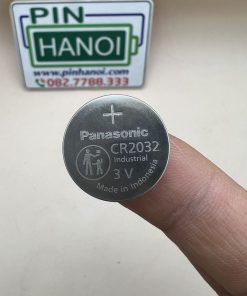 PIN
HANOI
www.pinhanoi.com
082.7788.333
+
Panasonic
CR2032
Industrial
3 V
Made in Indonesia